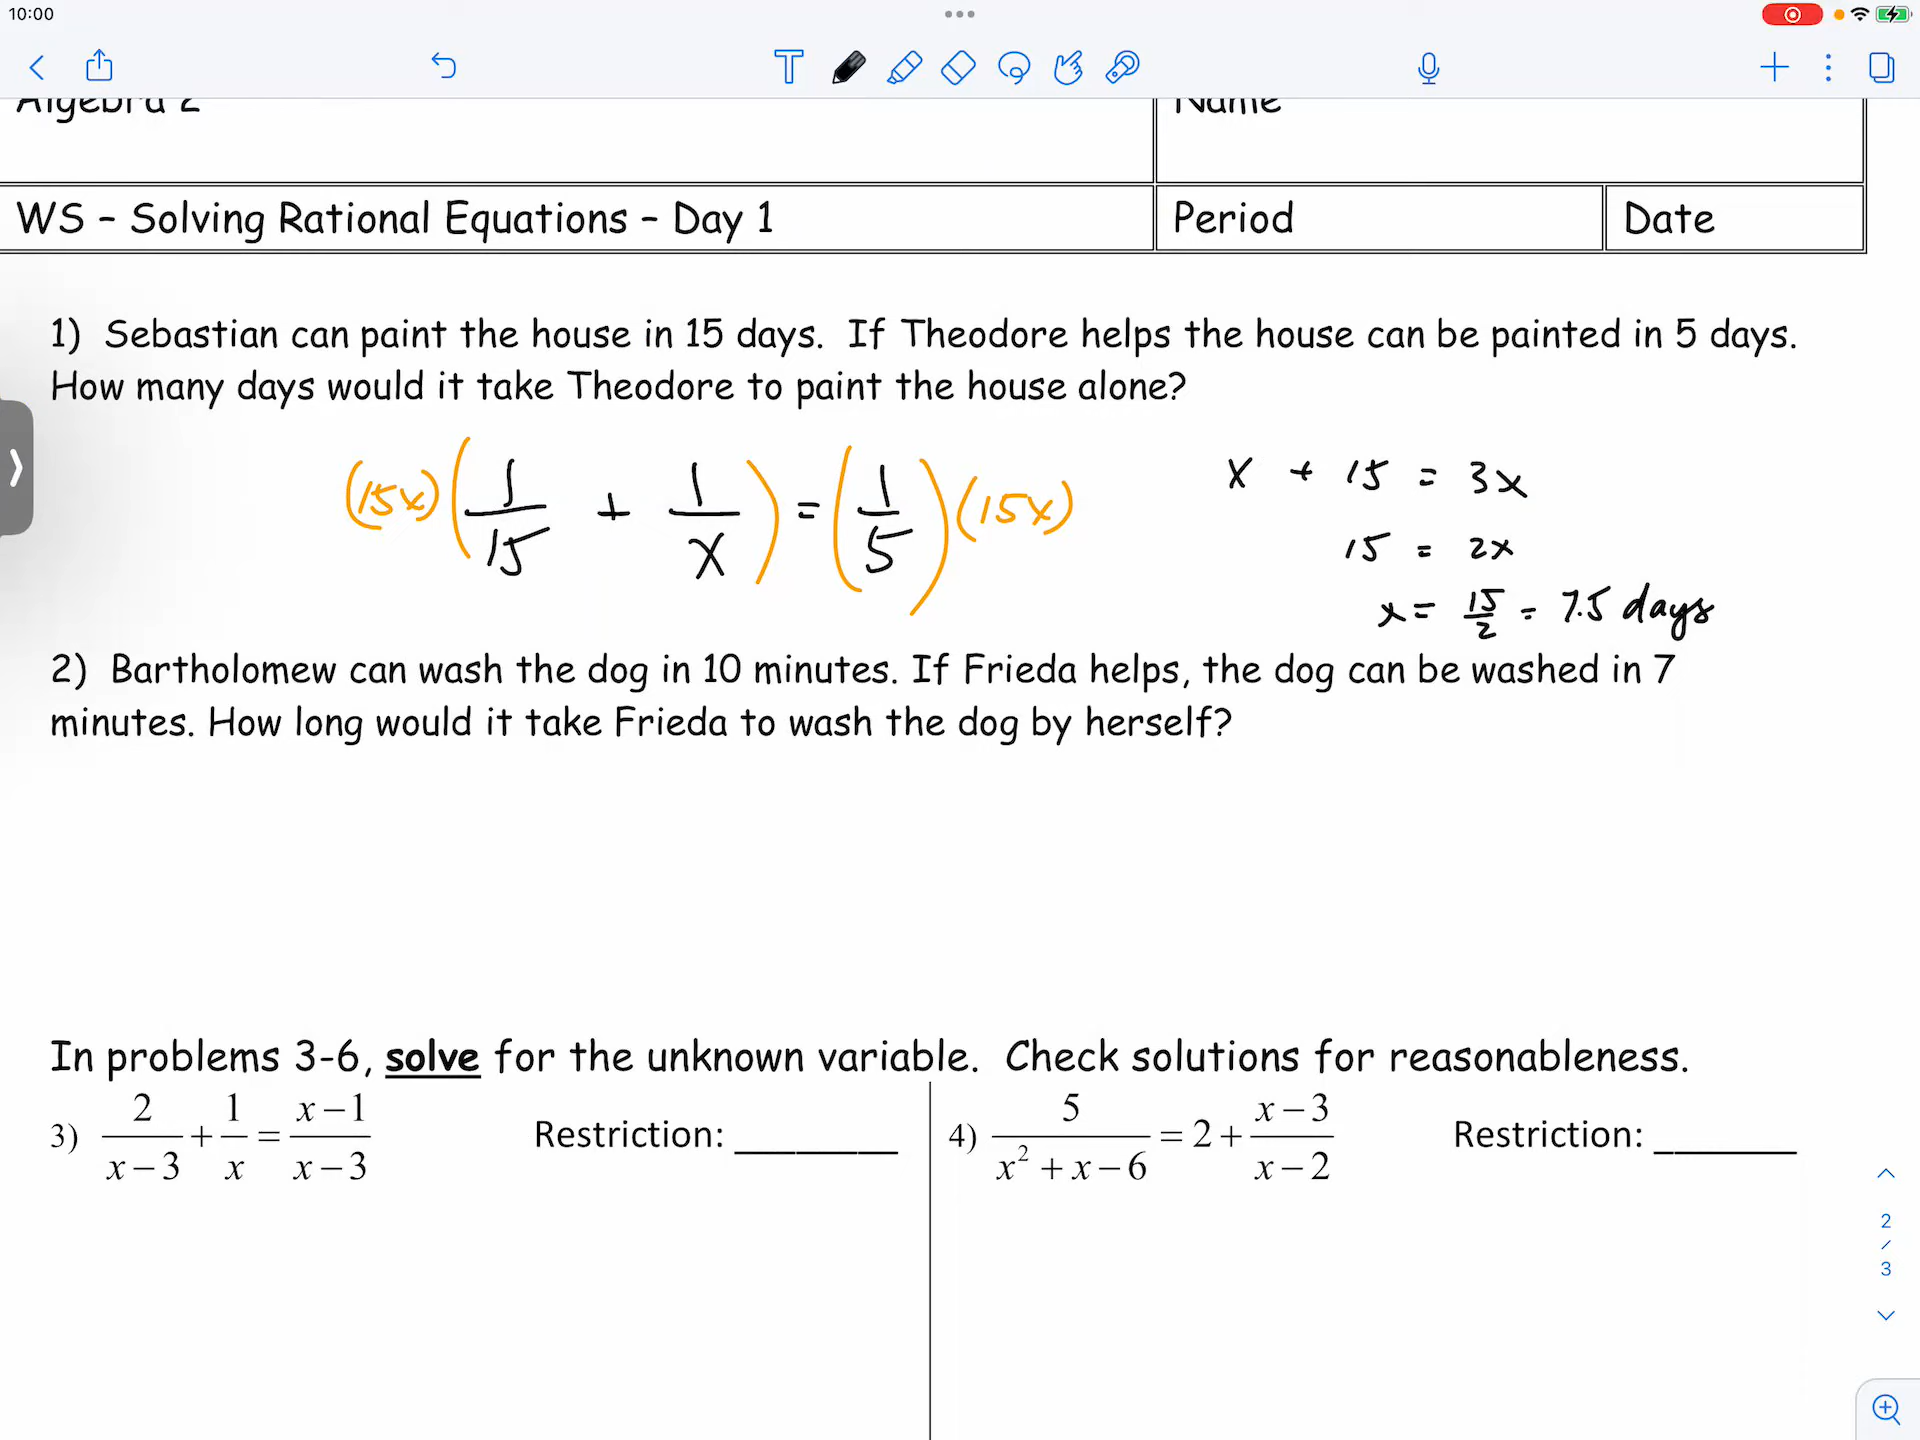 10:00
Algebra 2
Name
WS – Solving Rational Equations – Day 1
Period
Date
1) Sebastian can paint the house in 15 days. If Theodore helps the house can be painted in 5 days.
How many days would it take Theodore to paint the house alone?
(15x)(1/15 + 1/x) = (1/5)(15x)
x + 15 = 3x
15 = 2x
x = 15/2 = 7.5 days
2) Bartholomew can wash the dog in 10 minutes. If Frieda helps, the dog can be washed in 7
minutes. How long would it take Frieda to wash the dog by herself?
In problems 3-6, solve for the unknown variable. Check solutions for reasonableness.
3) 2/(x−3) + 1/x = (x−1)/(x−3)
Restriction: ________
4) 5/(x²+x−6) = 2 + (x−3)/(x−2)
Restriction: _______
2
/
3